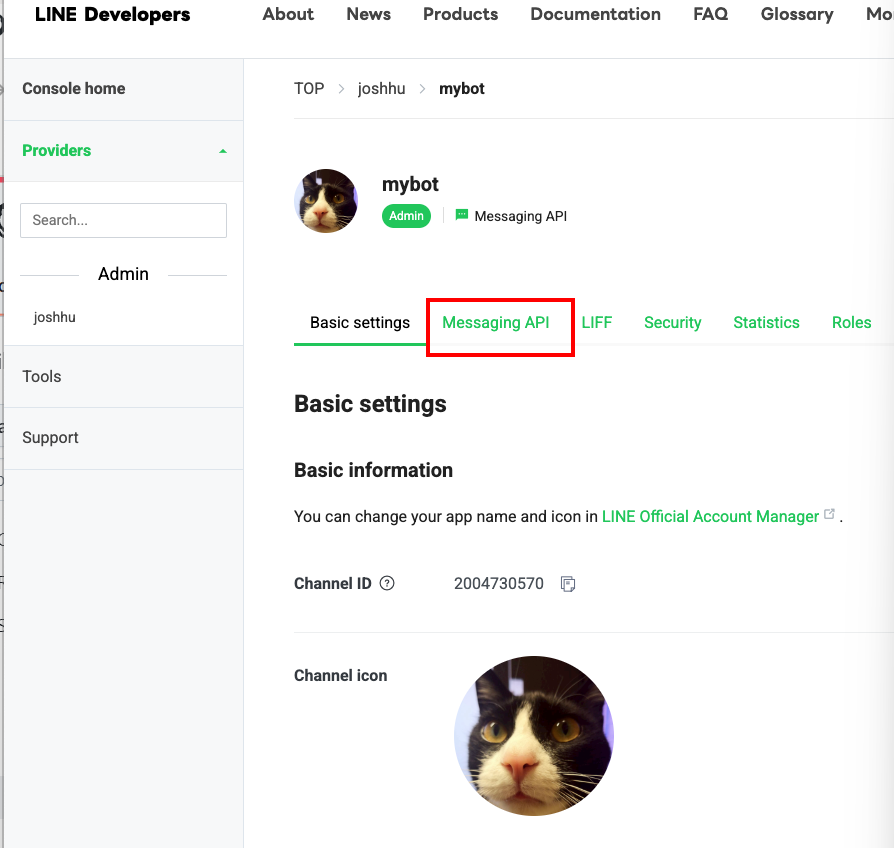 LINE Developers About News Products Documentation FAQ Glossary
Console home
Providers
Search...
Admin
joshhu
Tools
Support
TOP joshhu mybot
mybot
Admin Messaging API
Basic settings Messaging API LIFF Security Statistics Roles
Basic settings
Basic information
You can change your app name and icon in LINE Official Account Manager .
Channel ID ? 2004730570
Channel icon